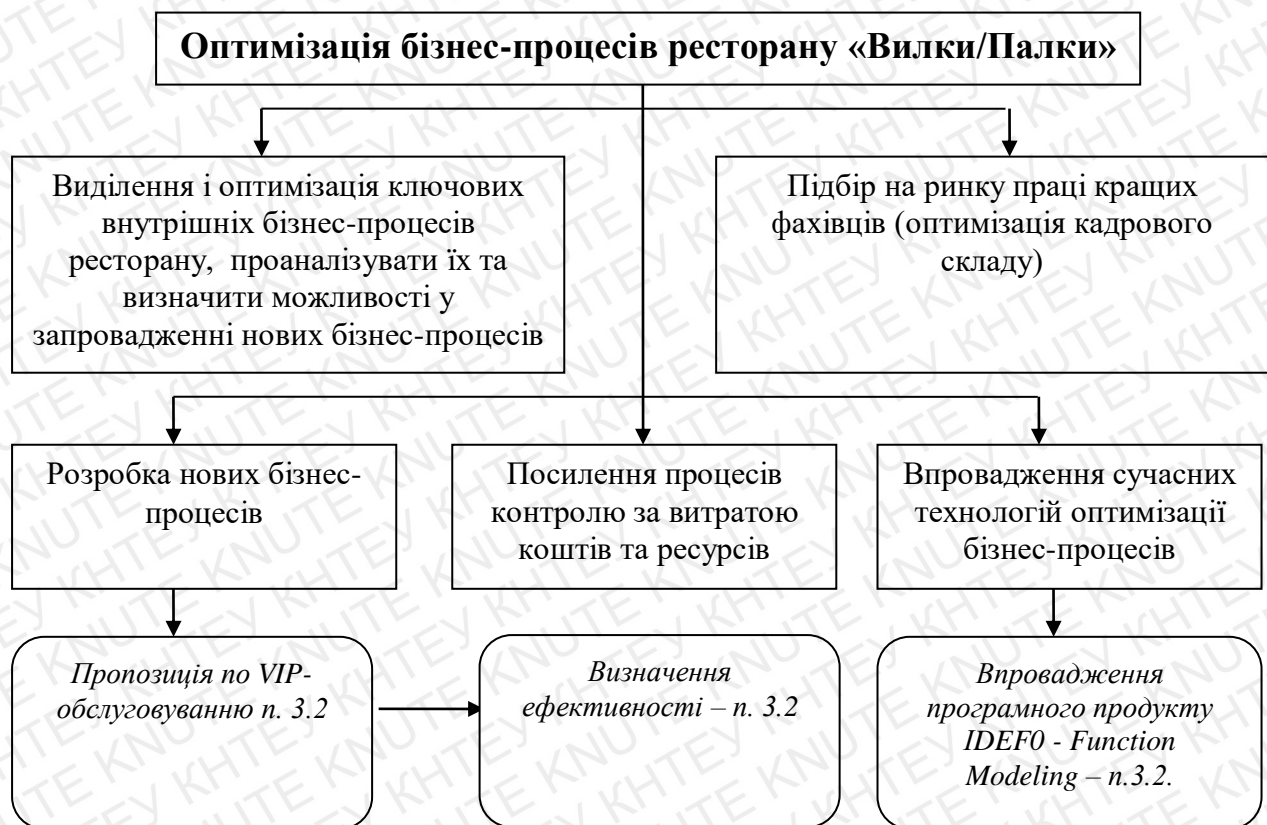 Оптимізація бізнес-процесів ресторану «Вилки/Палки»
Виділення і оптимізація ключових
внутрішніх бізнес-процесів
ресторану, проаналізувати їх та
визначити можливості у
запровадженні нових бізнес-процесів
Підбір на ринку праці кращих
фахівців (оптимізація кадрового
складу)
Розробка нових бізнес-
процесів
Посилення процесів
контролю за витратою
коштів та ресурсів
Впровадження сучасних
технологій оптимізації
бізнес-процесів
Пропозиція по VIP-
обслуговуванню п. 3.2
Визначення
ефективності – п. 3.2
Впровадження
програмного продукту
IDEF0 - Function
Modeling – п.3.2.